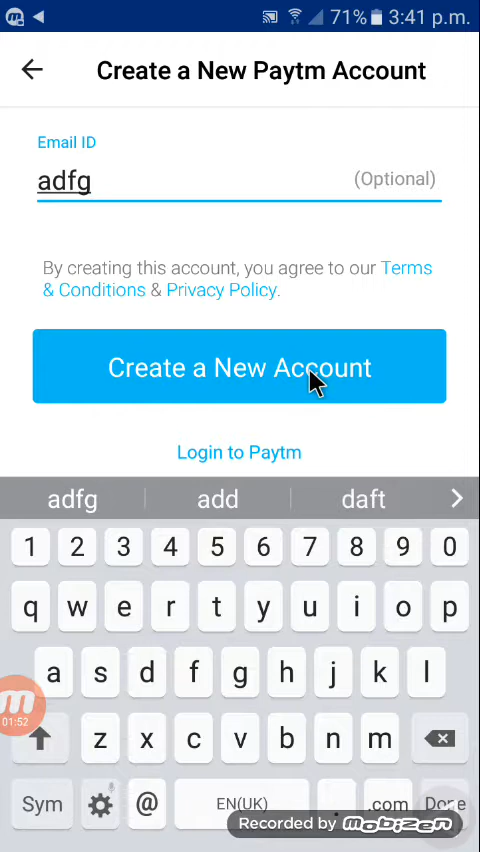 71% 3:41 p.m.
Create a New Paytm Account
Email ID
adfg (Optional)
By creating this account, you agree to our Terms
& Conditions & Privacy Policy.
Create a New Account
Login to Paytm
adfg add daft
1 2 3 4 5 6 7 8 9 0
q w e r t y u i o p
a s d f g h j k l
01:52
z x c v b n m
Sym @ EN(UK) . .com Done
Recorded by mobizen